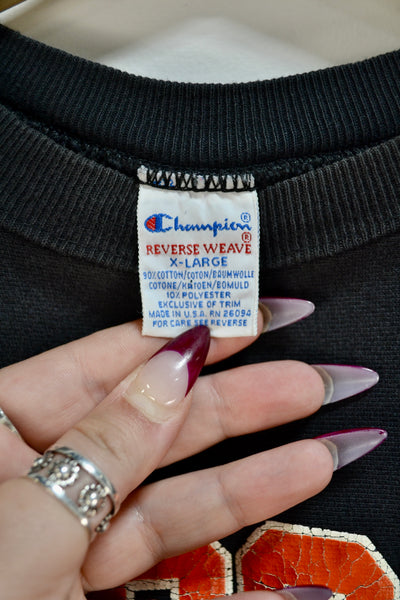 Champion®
REVERSE WEAVE®
X-LARGE
90% COTTON/COTON/BAUMWOLLE
COTONE/KATOEN/BOMULD
10% POLYESTER
EXCLUSIVE OF TRIM
MADE IN U.S.A. RN 26094
FOR CARE SEE REVERSE